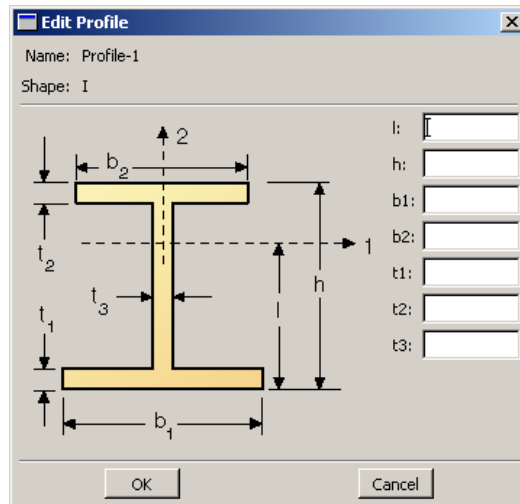 Edit Profile
Name: Profile-1
Shape: I
2
b2
1
t2
t3
t1
h
l
b1
l:
h:
b1:
b2:
t1:
t2:
t3:
OK
Cancel